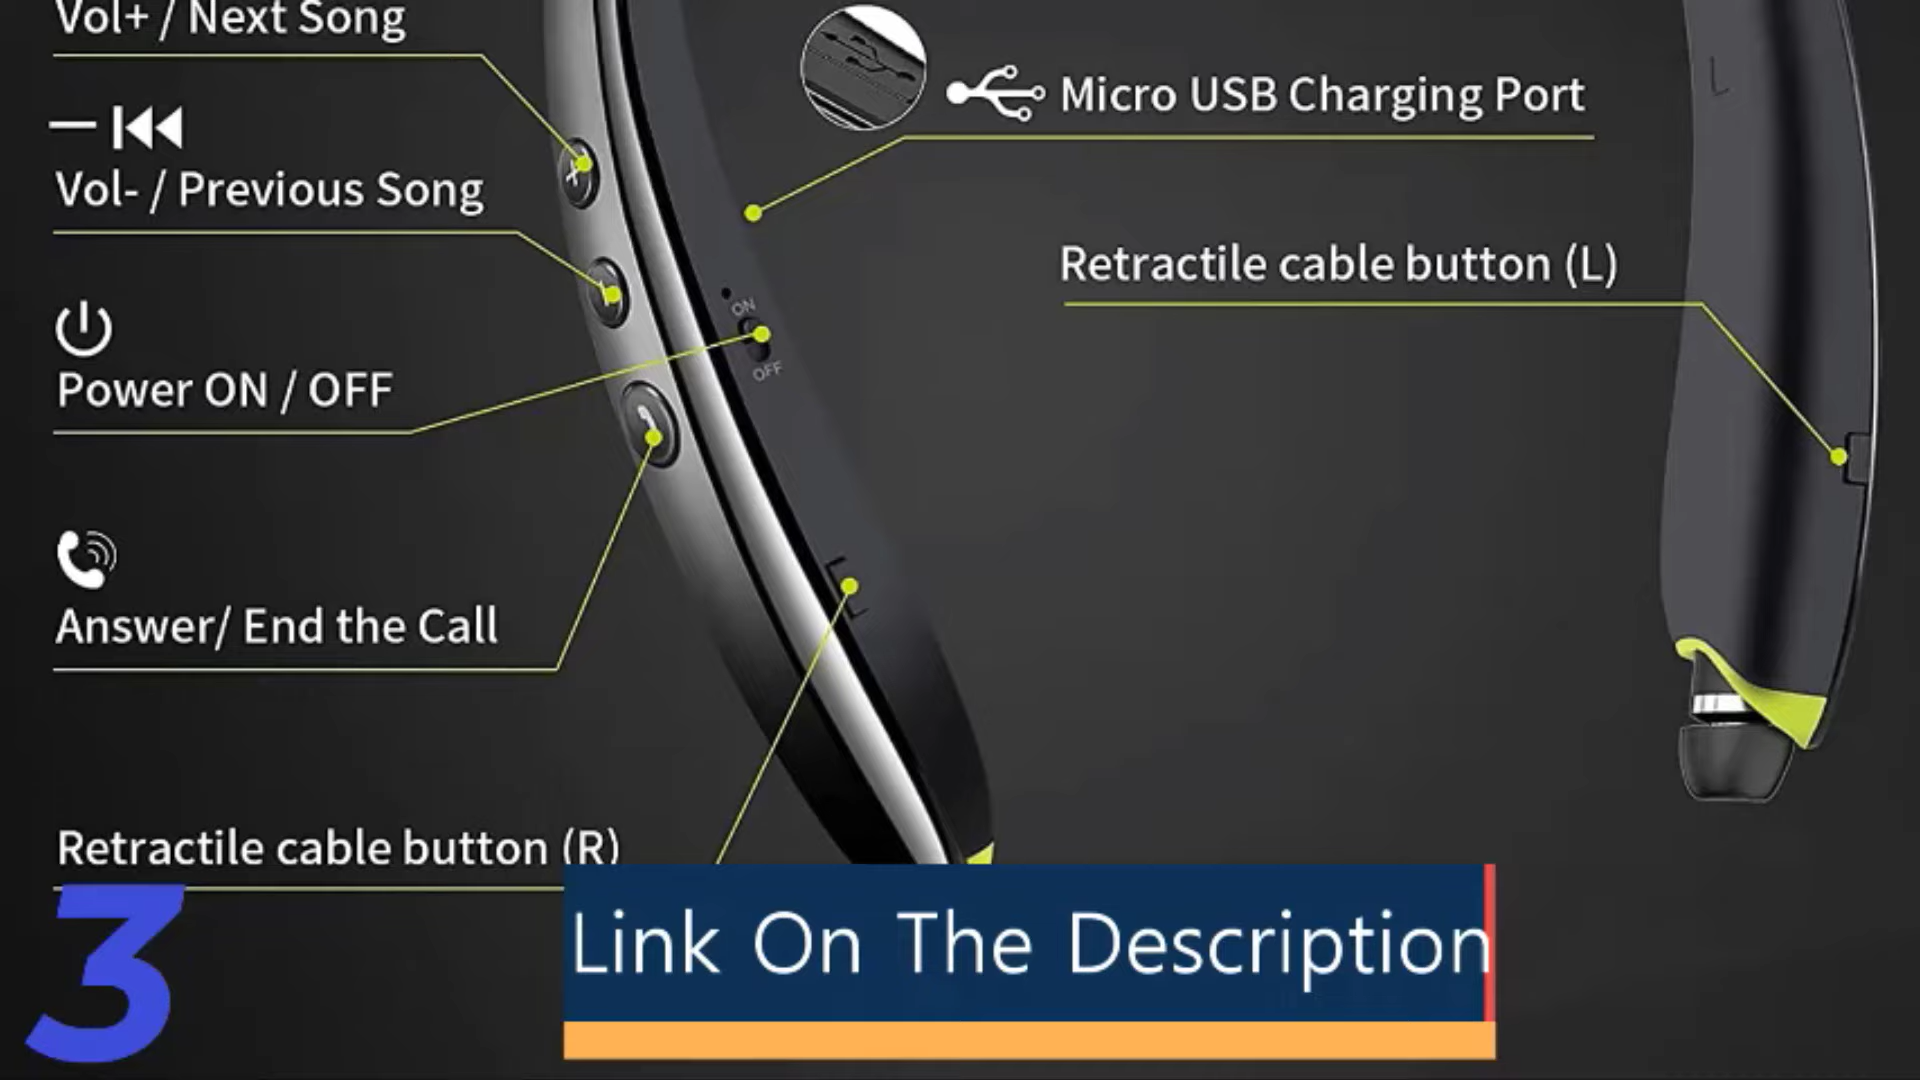 Vol+ / Next Song
Vol- / Previous Song
Power ON / OFF
Answer/ End the Call
Retractile cable button (R)
Micro USB Charging Port
Retractile cable button (L)
ON
OFF
L
3
Link On The Description